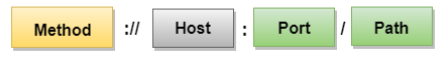 Method :// Host : Port / Path